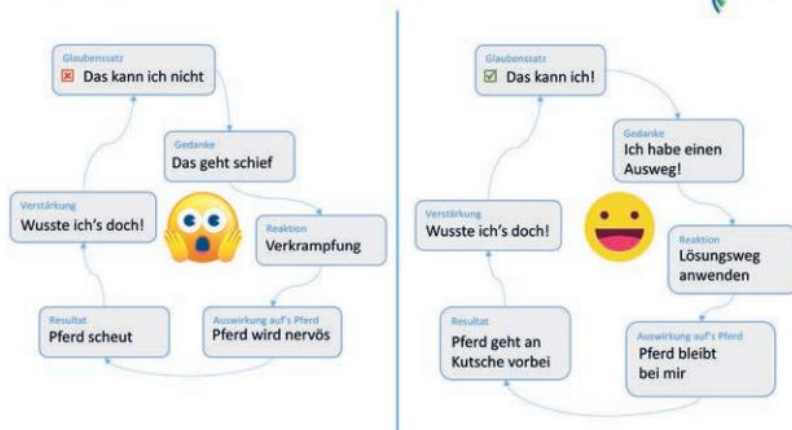 Glaubenssatz
☒ Das kann ich nicht
Gedanke
Das geht schief
Reaktion
Verkrampfung
Auswirkung auf's Pferd
Pferd wird nervös
Resultat
Pferd scheut
Verstärkung
Wusste ich's doch!
Glaubenssatz
☑ Das kann ich!
Gedanke
Ich habe einen
Ausweg!
Reaktion
Lösungsweg
anwenden
Auswirkung auf's Pferd
Pferd bleibt
bei mir
Resultat
Pferd geht an
Kutsche vorbei
Verstärkung
Wusste ich's doch!